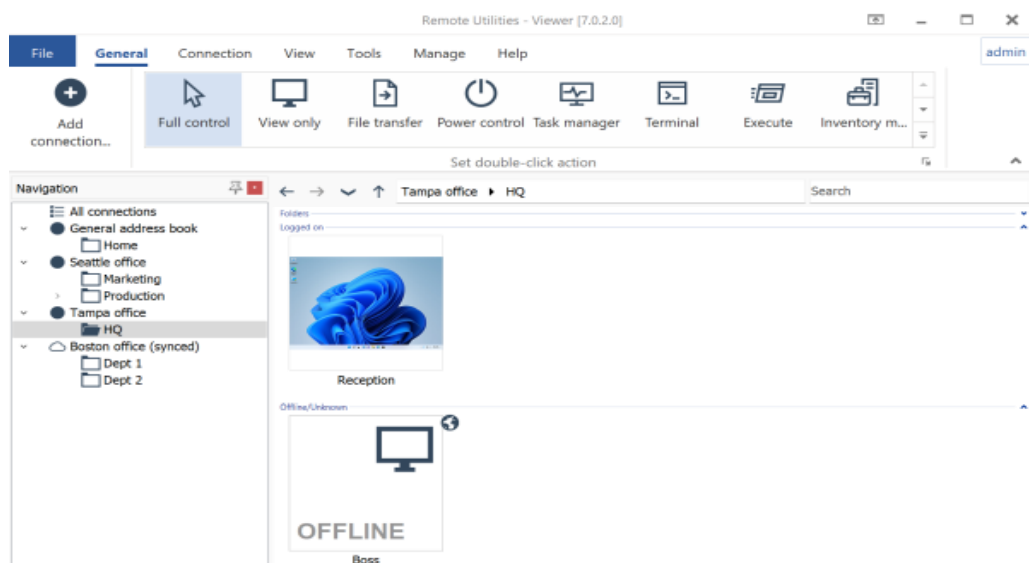 Remote Utilities - Viewer [7.0.2.0]
File General Connection View Tools Manage Help admin
Add connection...
Full control
View only
File transfer
Power control
Task manager
Terminal
Execute
Inventory m...
Set double-click action
Navigation
Tampa office HQ
Search
All connections
General address book
Home
Seattle office
Marketing
Production
Tampa office
HQ
Boston office (synced)
Dept 1
Dept 2
Folders
Logged on
Reception
Offline/Unknown
OFFLINE
Boss